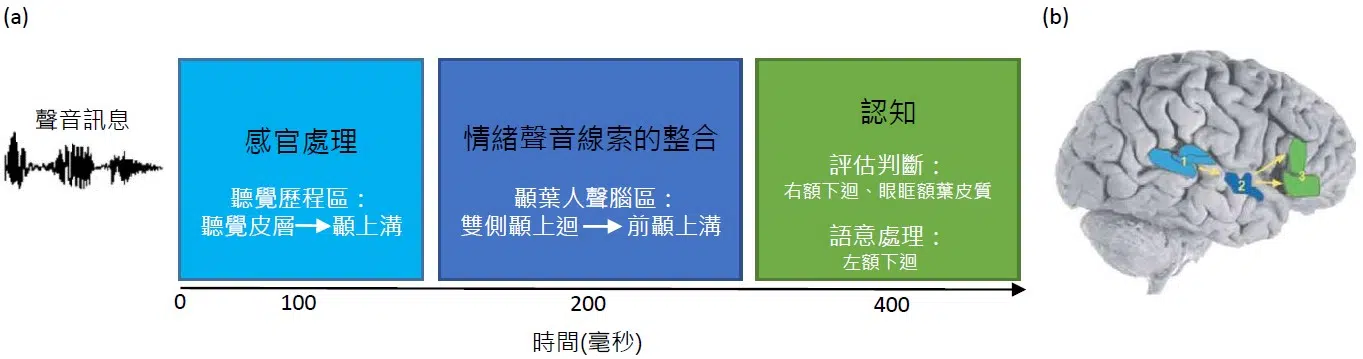 (a)
聲音訊息
感官處理
聽覺歷程區：
聽覺皮層→顳上溝
情緒聲音線索的整合
顳葉人聲腦區：
雙側顳上迴→前顳上溝
認知
評估判斷：
右額下迴、眼眶額葉皮質
語意處理：
左額下迴
0 100 200 400
時間(毫秒)
(b)
1
2
3